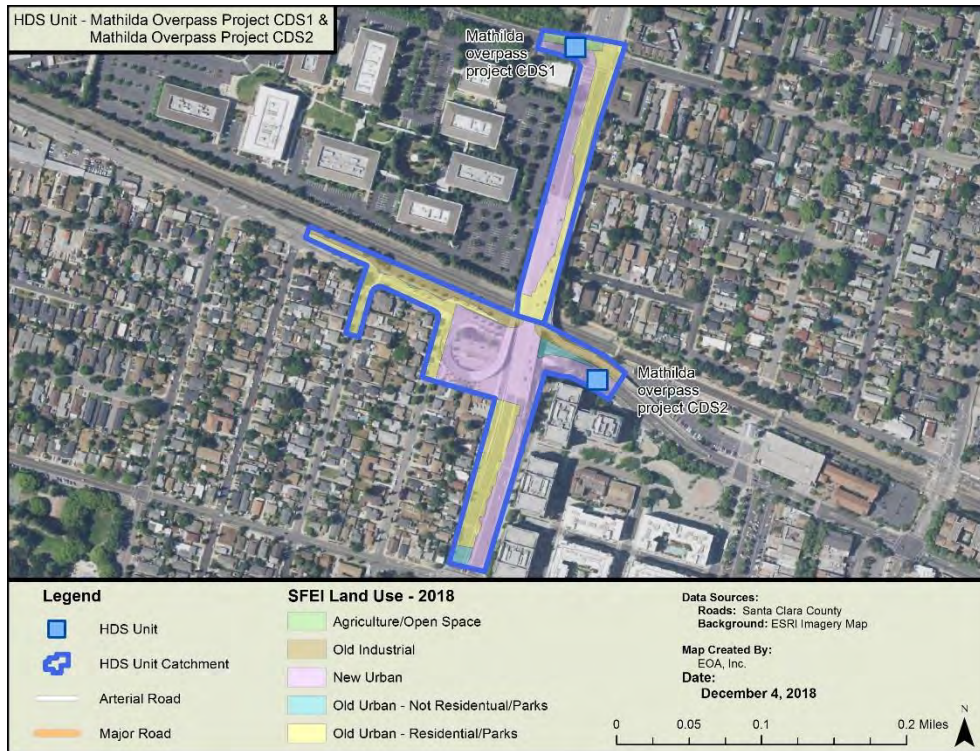 HDS Unit - Mathilda Overpass Project CDS1 &
Mathilda Overpass Project CDS2
Mathilda
overpass
project CDS1
Mathilda
overpass
project CDS2
Legend
HDS Unit
HDS Unit Catchment
Arterial Road
Major Road
SFEI Land Use - 2018
Agriculture/Open Space
Old Industrial
New Urban
Old Urban - Not Residential/Parks
Old Urban - Residential/Parks
Data Sources:
Roads: Santa Clara County
Background: ESRI Imagery Map
Map Created By:
EOA, Inc.
Date:
December 4, 2018
N
0 0.05 0.1 0.2 Miles